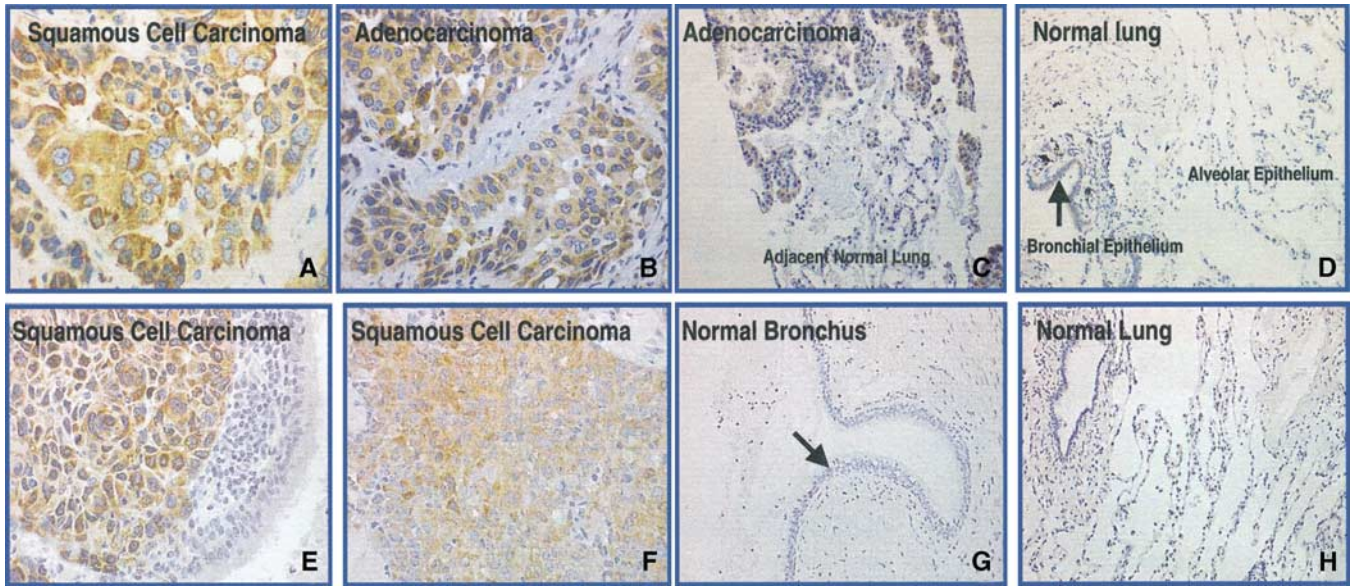 Squamous Cell Carcinoma
A
Adenocarcinoma
B
Adenocarcinoma
Adjacent Normal Lung
C
Normal lung
Alveolar Epithelium
Bronchial Epithelium
D
Squamous Cell Carcinoma
E
Squamous Cell Carcinoma
F
Normal Bronchus
G
Normal Lung
H